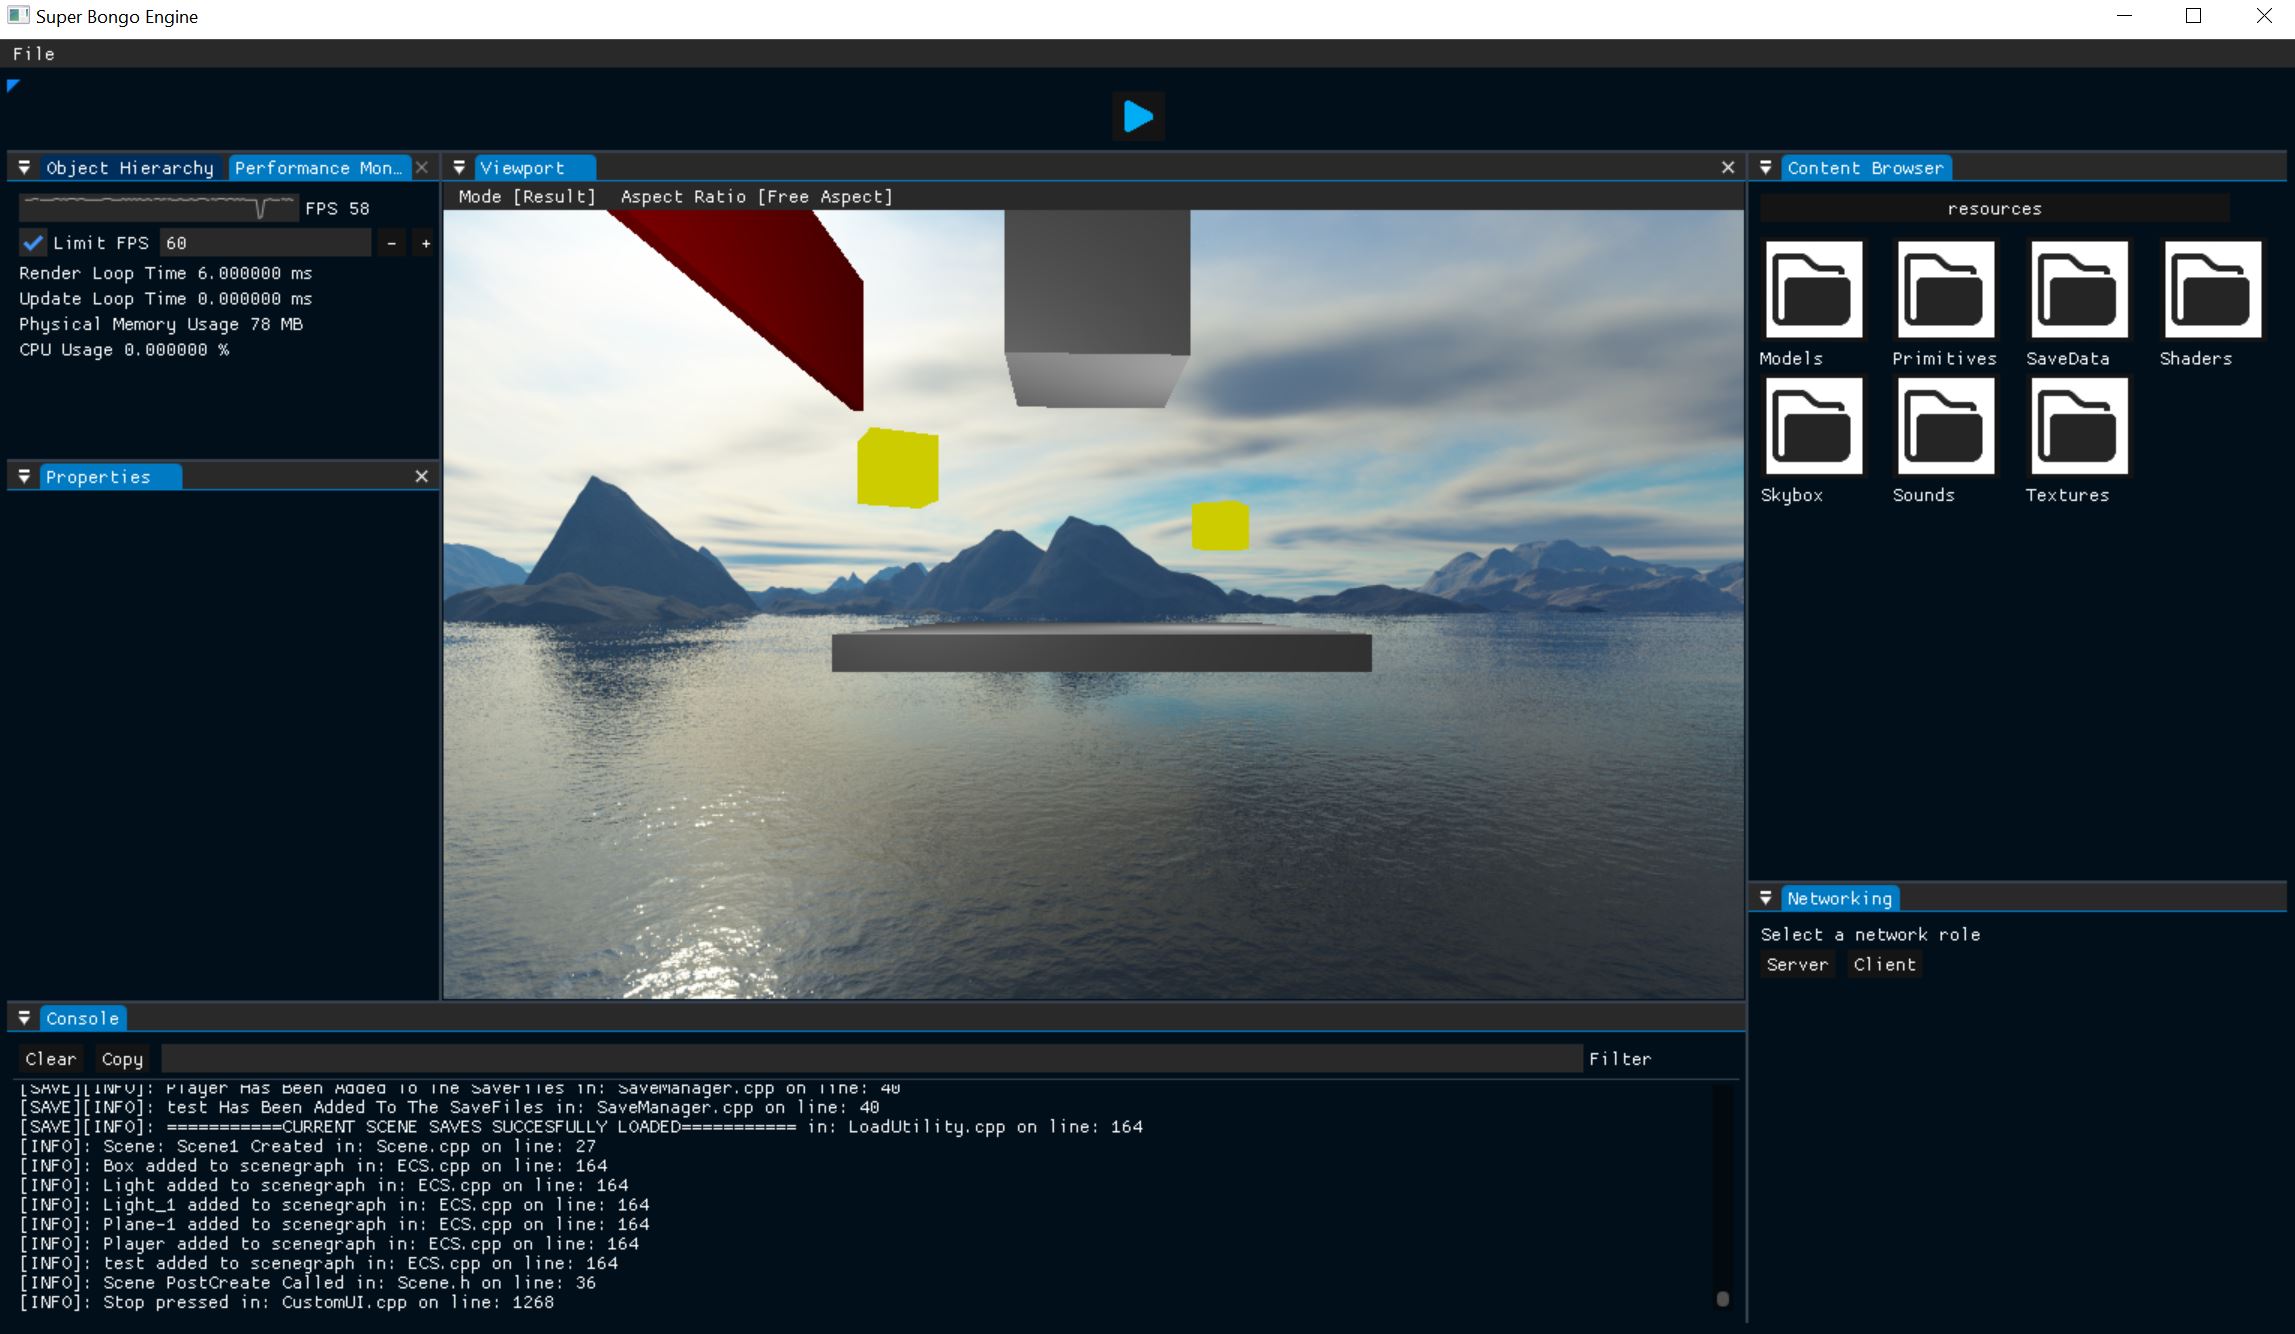 Super Bongo Engine
File
Object Hierarchy
Performance Mon…
FPS 58
Limit FPS 60 - +
Render Loop Time 6.000000 ms
Update Loop Time 0.000000 ms
Physical Memory Usage 78 MB
CPU Usage 0.000000 %
Properties
Viewport
Mode [Result] Aspect Ratio [Free Aspect]
Content Browser
resources
Models Primitives SaveData Shaders
Skybox Sounds Textures
Networking
Select a network role
Server Client
Console
Clear Copy Filter
[SAVE][INFO]: Player Has Been Added To The SaveFiles in: SaveManager.cpp on line: 40
[SAVE][INFO]: test Has Been Added To The SaveFiles in: SaveManager.cpp on line: 40
[SAVE][INFO]: ===========CURRENT SCENE SAVES SUCCESFULLY LOADED=========== in: LoadUtility.cpp on line: 164
[INFO]: Scene: Scene1 Created in: Scene.cpp on line: 27
[INFO]: Box added to scenegraph in: ECS.cpp on line: 164
[INFO]: Light added to scenegraph in: ECS.cpp on line: 164
[INFO]: Light_1 added to scenegraph in: ECS.cpp on line: 164
[INFO]: Plane-1 added to scenegraph in: ECS.cpp on line: 164
[INFO]: Player added to scenegraph in: ECS.cpp on line: 164
[INFO]: test added to scenegraph in: ECS.cpp on line: 164
[INFO]: Scene PostCreate Called in: Scene.h on line: 36
[INFO]: Stop pressed in: CustomUI.cpp on line: 1268